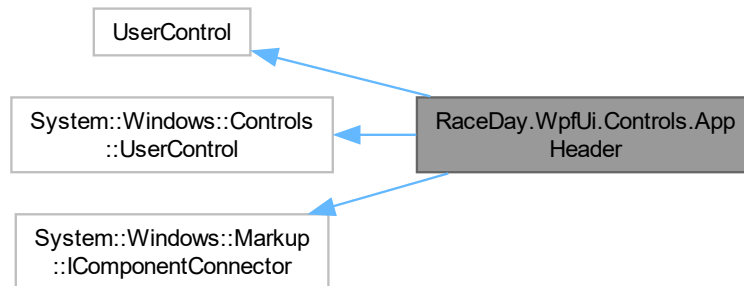 UserControl
System::Windows::Controls
::UserControl
RaceDay.WpfUi.Controls.App
Header
System::Windows::Markup
::IComponentConnector